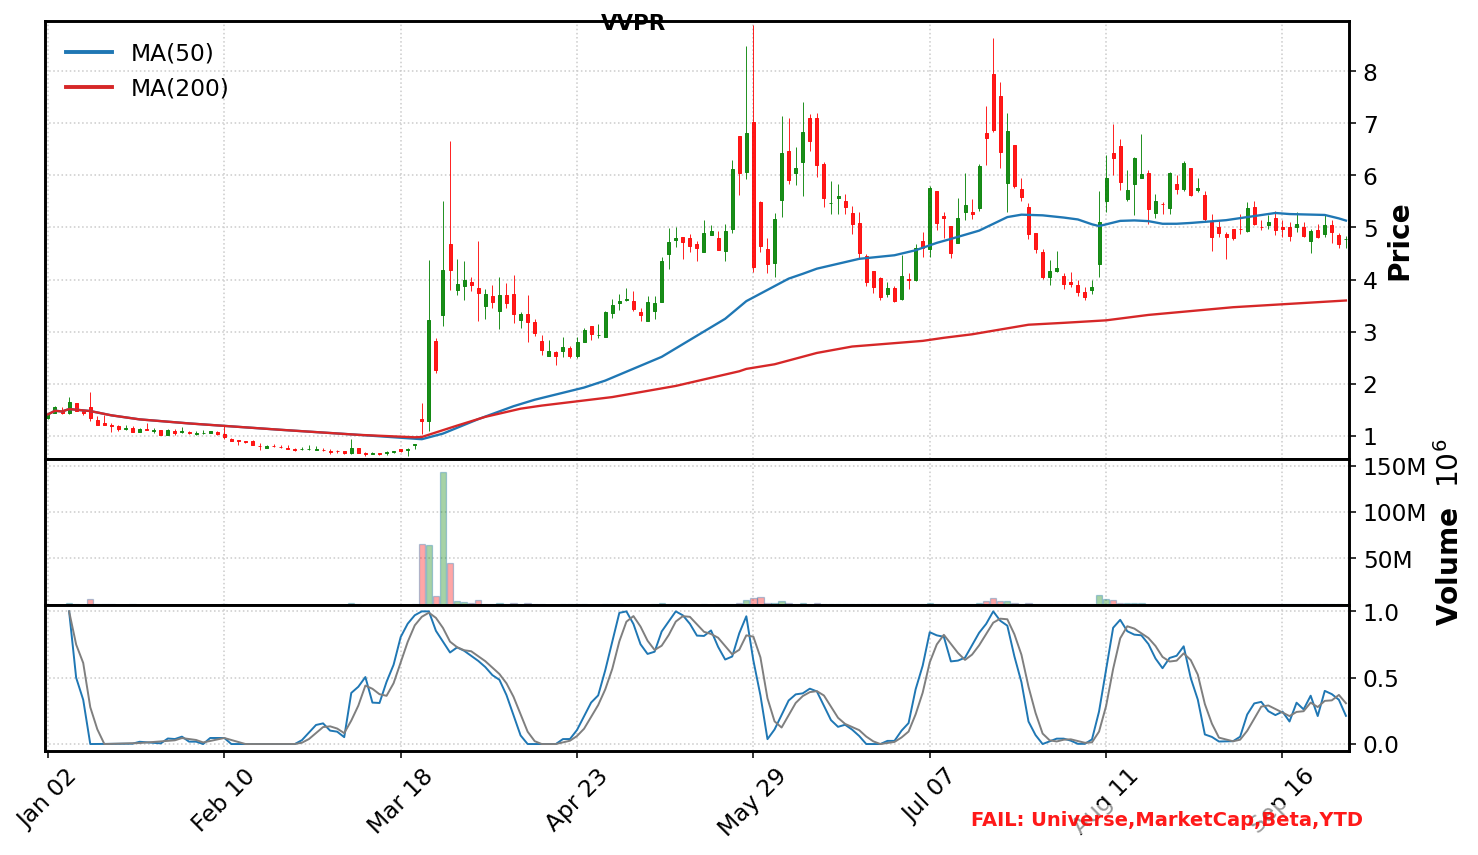 VVPR
MA(50)
MA(200)
8
7
6
5
4
3
2
1
Price
150M
100M
50M
Volume 10^6
1.0
0.5
0.0
Jan 02
Feb 10
Mar 18
Apr 23
May 29
Jul 07
Aug 11
Sep 16
FAIL: Universe,MarketCap,Beta,YTD